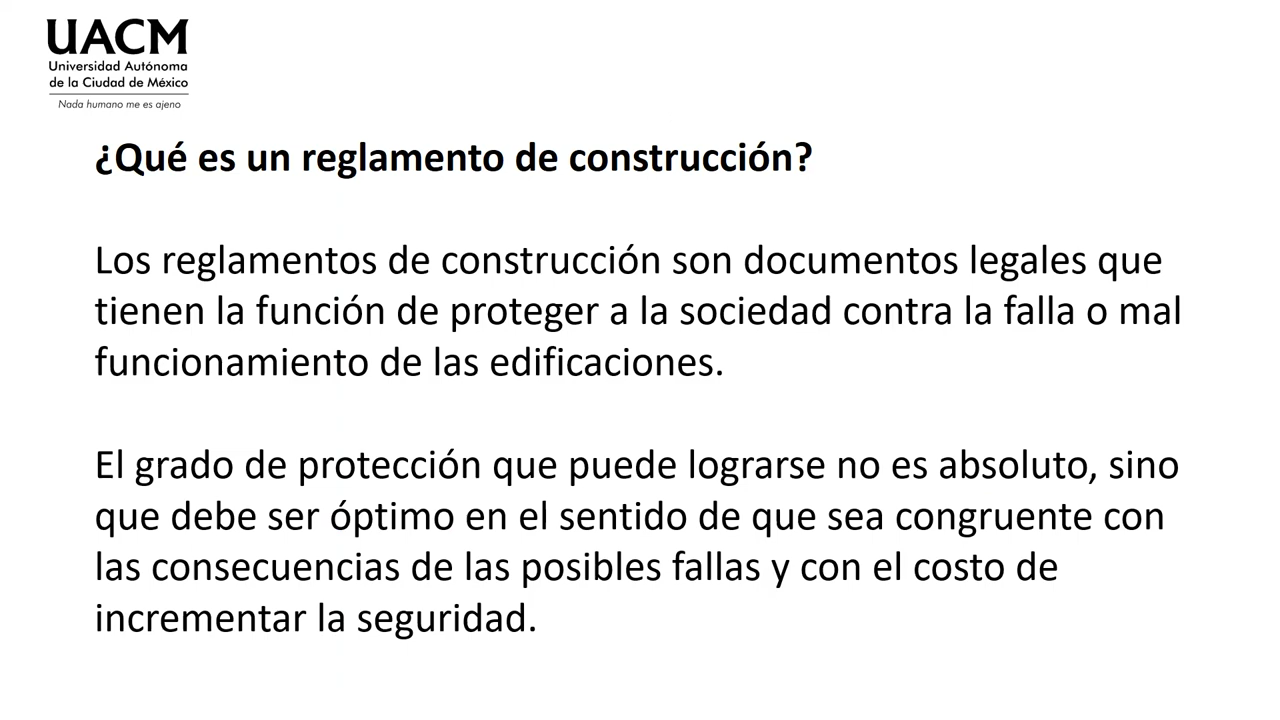 UACM
Universidad Autónoma
de la Ciudad de México
Nada humano me es ajeno
¿Qué es un reglamento de construcción?
Los reglamentos de construcción son documentos legales que
tienen la función de proteger a la sociedad contra la falla o mal
funcionamiento de las edificaciones.
El grado de protección que puede lograrse no es absoluto, sino
que debe ser óptimo en el sentido de que sea congruente con
las consecuencias de las posibles fallas y con el costo de
incrementar la seguridad.